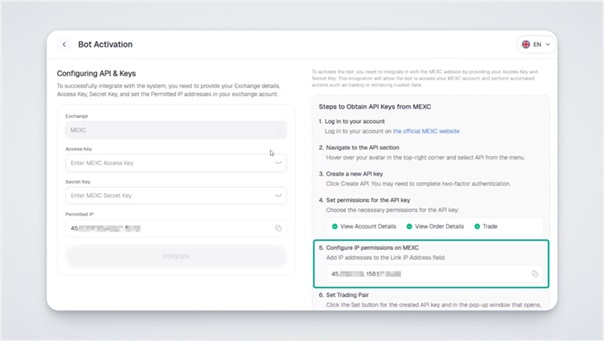 Bot Activation
EN
Configuring API & Keys
To successfully integrate with the system, you need to provide your Exchange details,
Access Key, Secret Key, and set the Permitted IP addresses in your exchange acount.
Exchange
MEXC
Access Key
Enter MEXC Access Key
Secret Key
Enter MEXC Secret Key
Permitted IP
45.
Integrate
To activate the bot, you need to integrate it with the MEXC website by providing your Access Key and
Secret Key. This integration will allow the bot to access your MEXC account and perform automated
actions such as trading or retrieving market data.
Steps to Obtain API Keys from MEXC
1. Log in to your account
Log in to your account on the official MEXC website.
2. Navigate to the API section
Hover over your avatar in the top-right corner and select API from the menu.
3. Create a new API key
Click Create API. You may need to complete two-factor authentication.
4. Set permissions for the API key
Choose the necessary permissions for the API key:
View Account Details View Order Details Trade
5. Configure IP permissions on MEXC
Add IP addresses to the Link IP Address field.
45.
6. Set Trading Pair
Click the Set button for the created API key and in the pop-up window that opens,